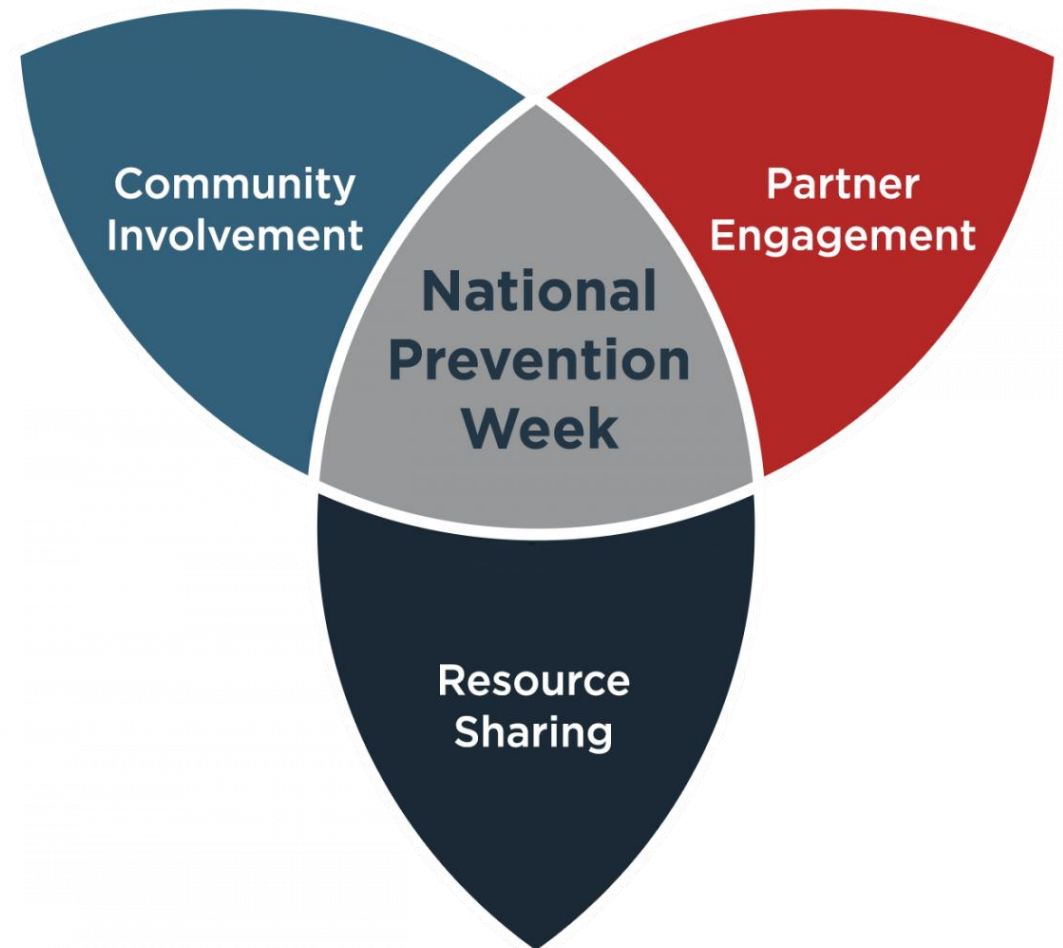 Community
Involvement
Partner
Engagement
National
Prevention
Week
Resource
Sharing